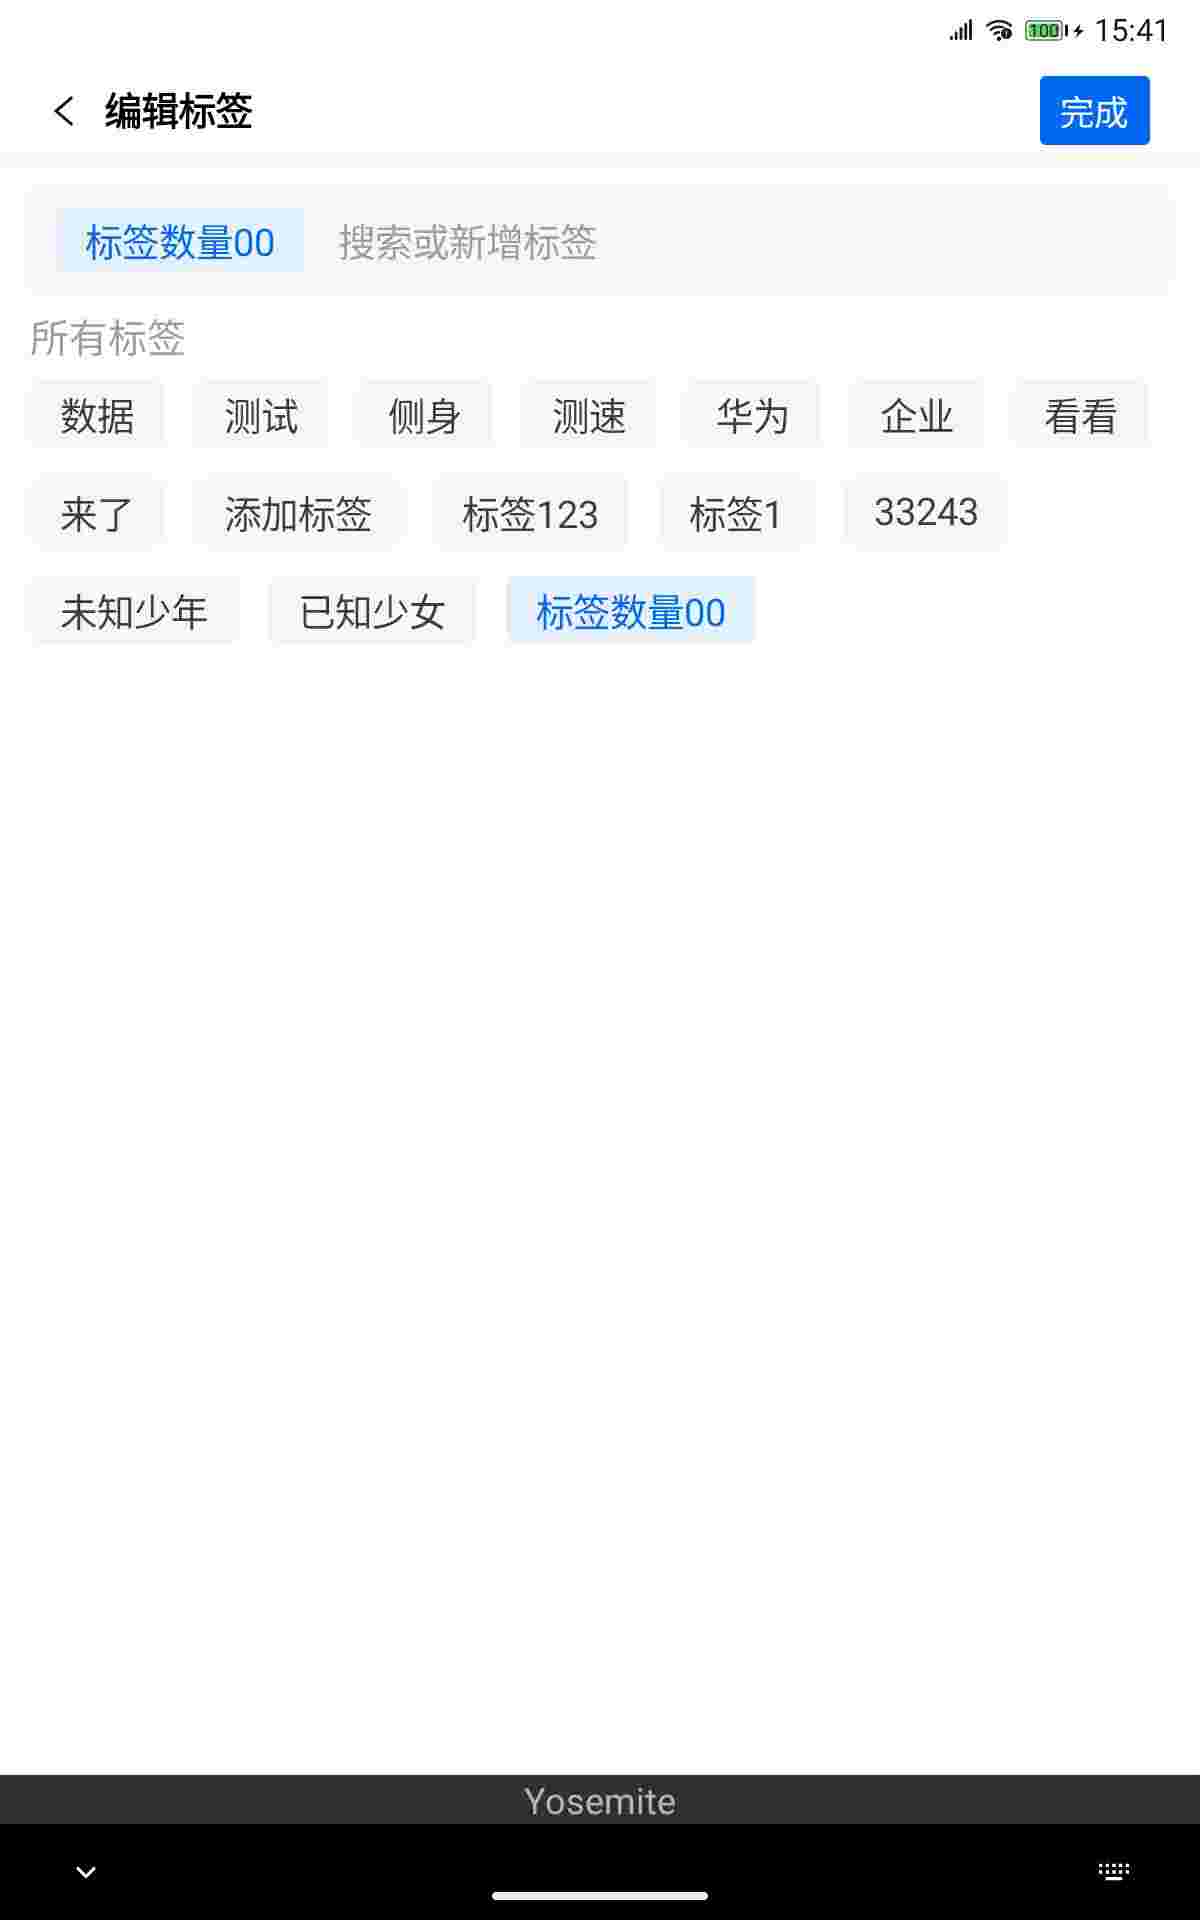 100 15:41
编辑标签 完成
标签数量00 搜索或新增标签
所有标签
数据 测试 侧身 测速 华为 企业 看看
来了 添加标签 标签123 标签1 33243
未知少年 已知少女 标签数量00
Yosemite